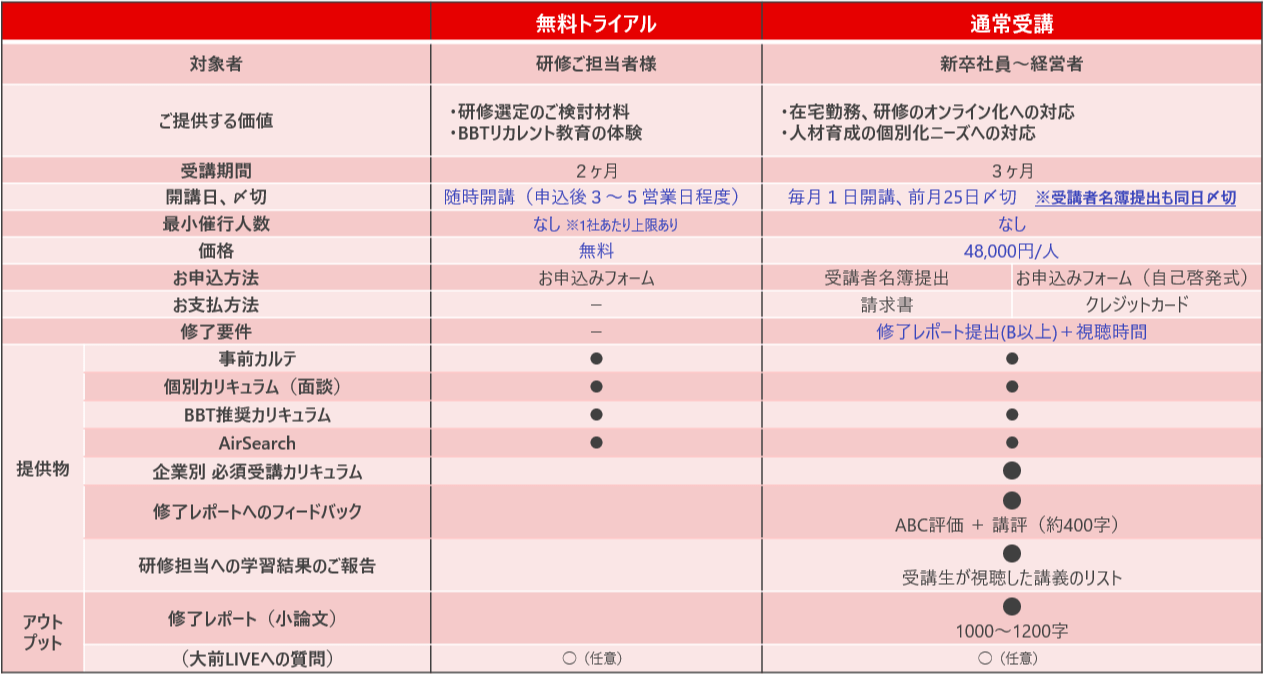 無料トライアル 通常受講
対象者 研修ご担当者様 新卒社員～経営者
ご提供する価値 ・研修選定のご検討材料 ・在宅勤務、研修のオンライン化への対応
・BBTリカレント教育の体験 ・人材育成の個別化ニーズへの対応
受講期間 2ヶ月 3ヶ月
開講日、〆切 随時開講（申込後３～５営業日程度） 毎月１日開講、前月25日〆切 ※受講者名簿提出も同日〆切
最小催行人数 なし ※1社あたり上限あり なし
価格 無料 48,000円/人
お申込方法 お申込みフォーム 受講者名簿提出 お申込みフォーム（自己啓発式）
お支払方法 － 請求書 クレジットカード
修了要件 － 修了レポート提出(B以上)＋視聴時間
提供物
事前カルテ ● ●
個別カリキュラム（面談） ● ●
BBT推奨カリキュラム ● ●
AirSearch ● ●
企業別 必須受講カリキュラム ●
修了レポートへのフィードバック ●
ABC評価 ＋ 講評（約400字）
研修担当への学習結果のご報告 ●
受講生が視聴した講義のリスト
アウト
プット
修了レポート（小論文） ●
1000～1200字
（大前LIVEへの質問） ○（任意） ○（任意）